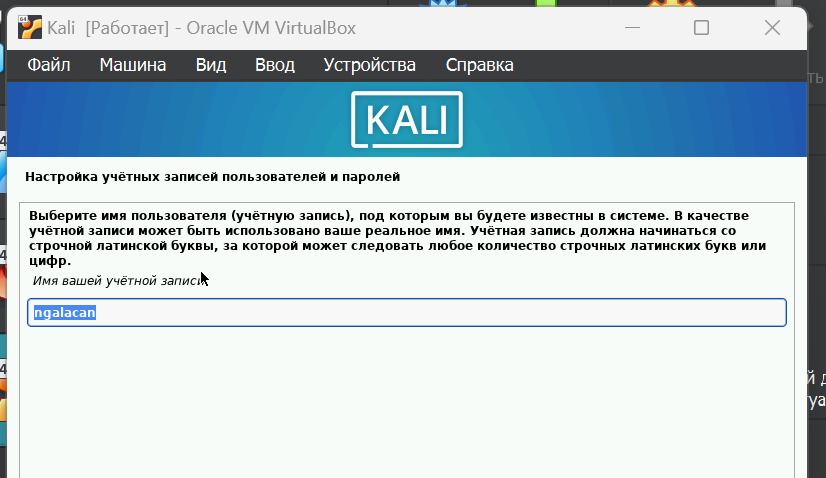 Kali [Работает] - Oracle VM VirtualBox
Файл Машина Вид Ввод Устройства Справка
KALI
Настройка учётных записей пользователей и паролей
Выберите имя пользователя (учётную запись), под которым вы будете известны в системе. В качестве
учётной записи может быть использовано ваше реальное имя. Учётная запись должна начинаться со
строчной латинской буквы, за которой может следовать любое количество строчных латинских букв или
цифр.
Имя вашей учётной записи
ngalacan